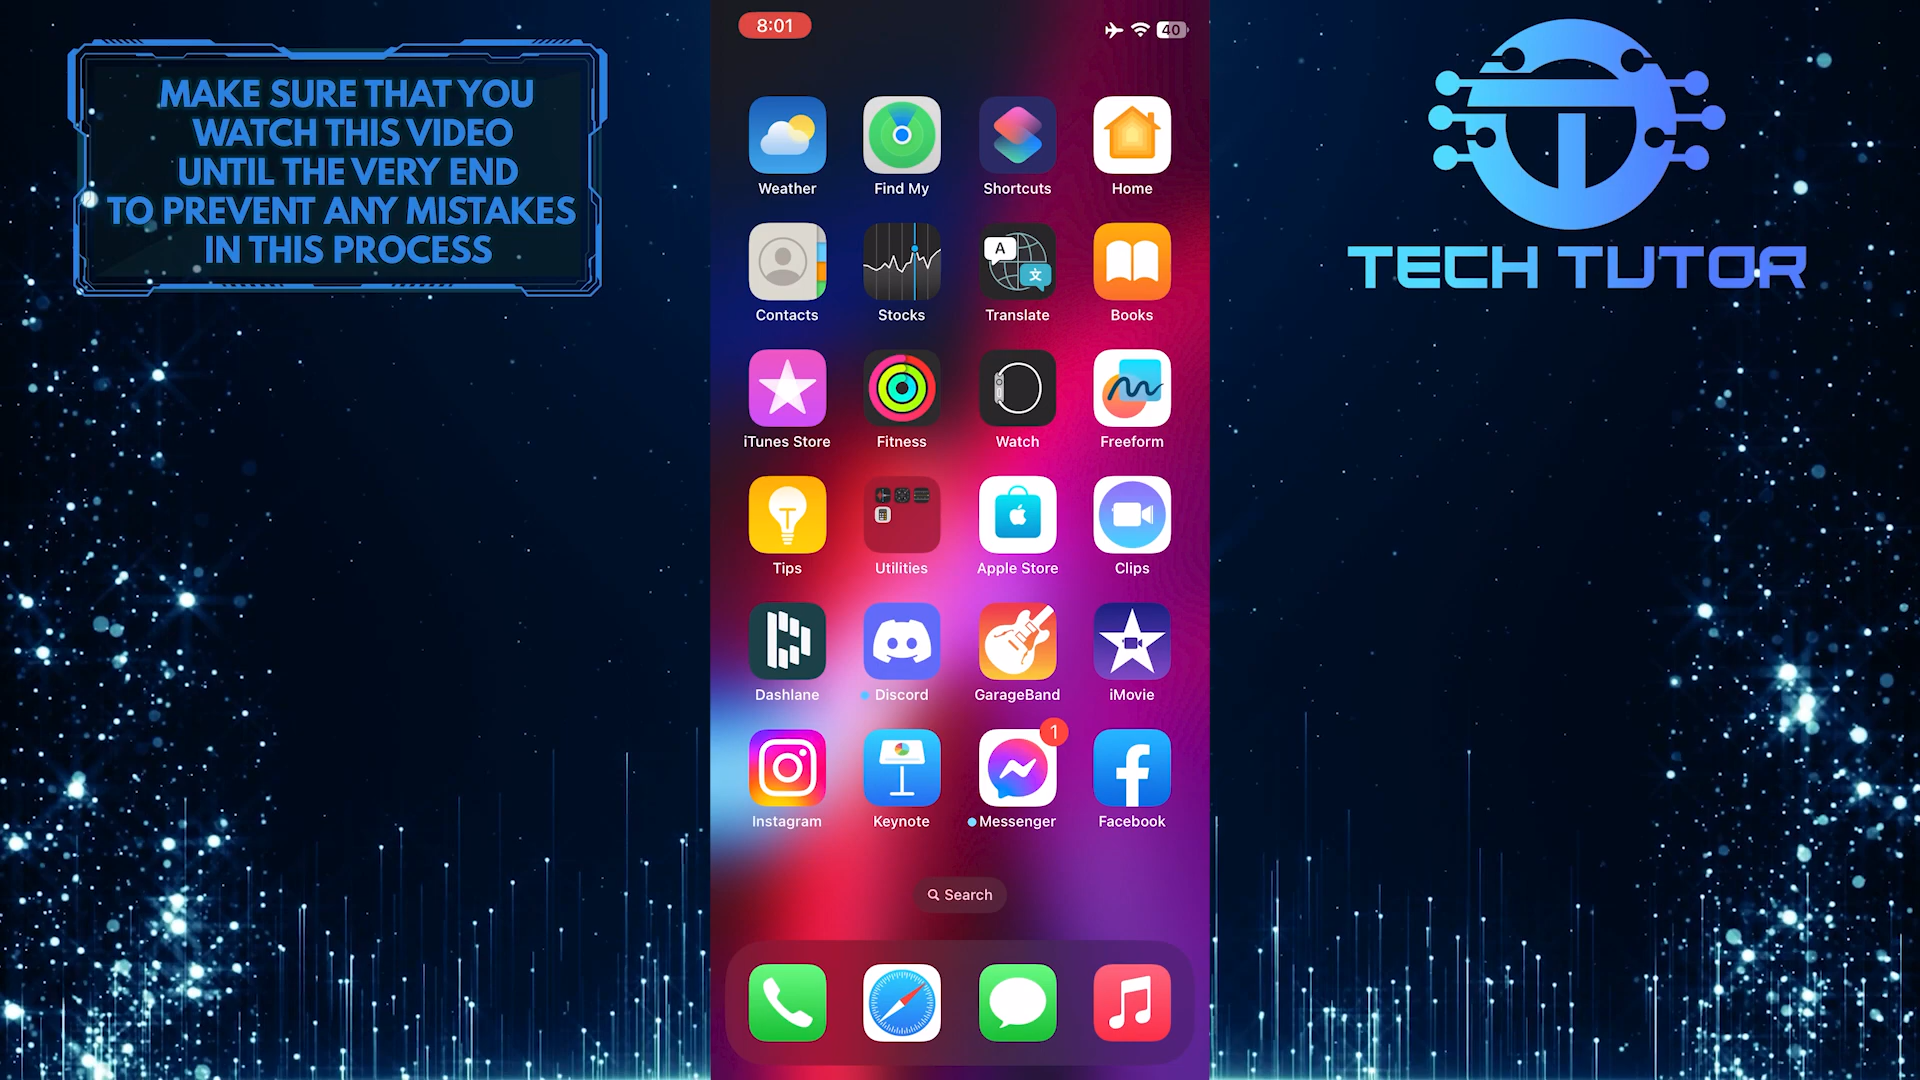 MAKE SURE THAT YOU
WATCH THIS VIDEO
UNTIL THE VERY END
TO PREVENT ANY MISTAKES
IN THIS PROCESS
8:01
40
TECH TUTOR
Weather
Find My
Shortcuts
Home
Contacts
Stocks
Translate
Books
iTunes Store
Fitness
Watch
Freeform
Tips
Utilities
Apple Store
Clips
Dashlane
Discord
GarageBand
iMovie
1
Instagram
Keynote
Messenger
Facebook
Search